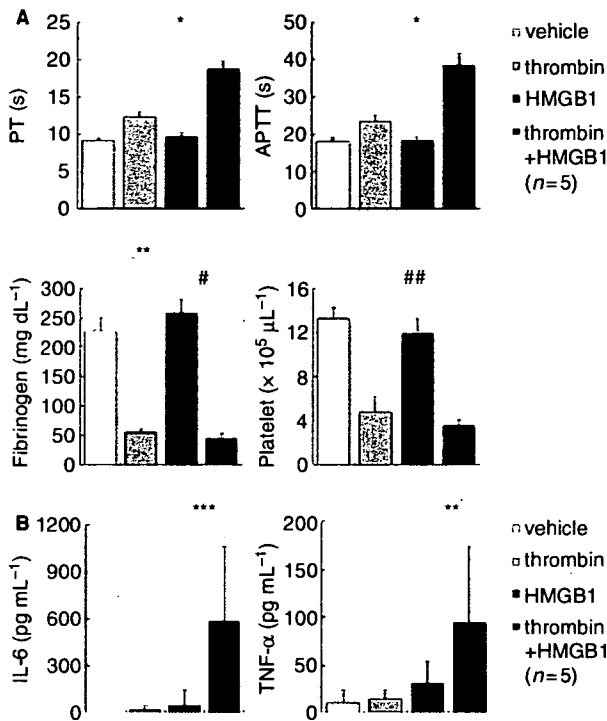 A
*
*
PT (s)
25
20
15
10
5
0
APTT (s)
50
40
30
20
10
0
vehicle
thrombin
HMGB1
thrombin
+HMGB1
(n=5)
**
#
##
Fibrinogen (mg dL−1)
300
250
200
150
100
50
0
Platelet (× 105 μL−1)
16
12
8
4
0
B
***
**
IL-6 (pg mL−1)
1200
900
600
300
0
TNF-α (pg mL−1)
200
150
100
50
0
vehicle
thrombin
HMGB1
thrombin
+HMGB1
(n=5)